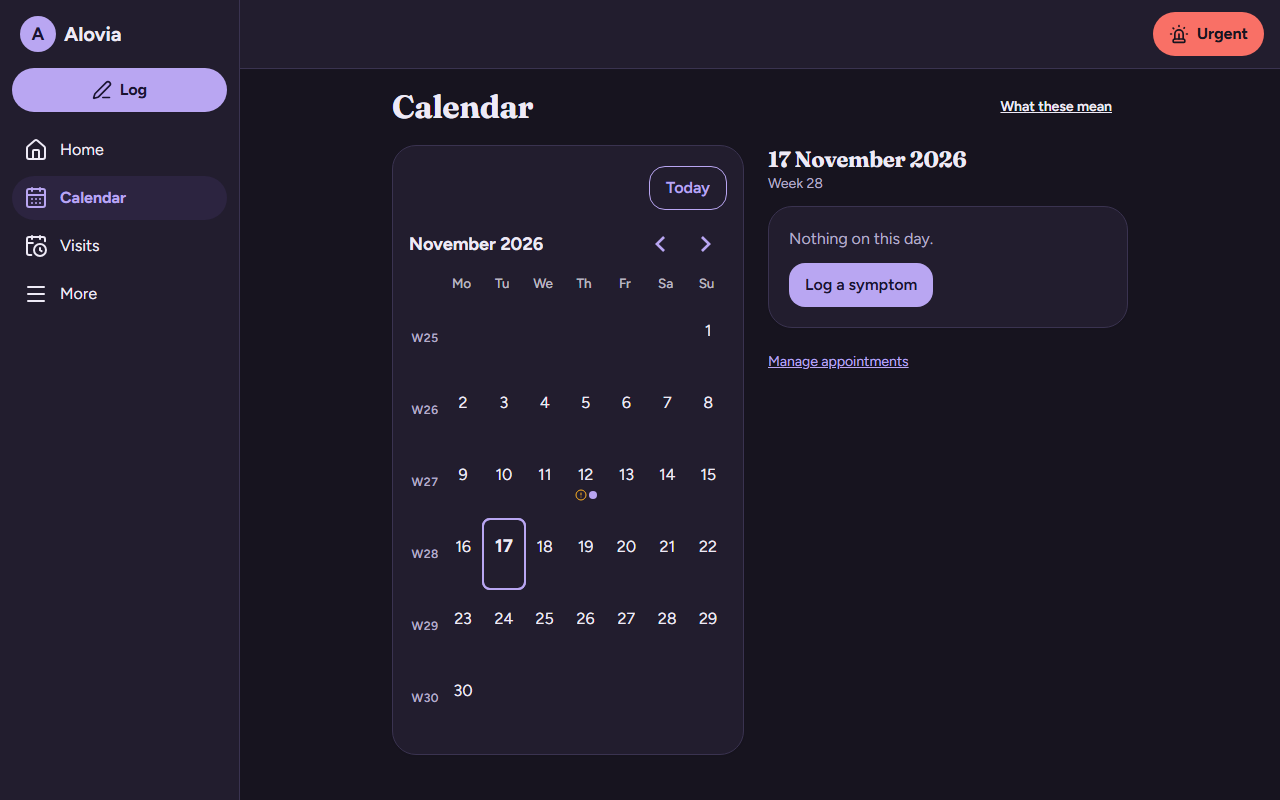 A Alovia
Urgent
Log
Home
Calendar
Visits
More
Calendar
What these mean
Today
November 2026
Mo Tu We Th Fr Sa Su
W25 1
W26 2 3 4 5 6 7 8
W27 9 10 11 12 13 14 15
W28 16 17 18 19 20 21 22
W29 23 24 25 26 27 28 29
W30 30
17 November 2026
Week 28
Nothing on this day.
Log a symptom
Manage appointments